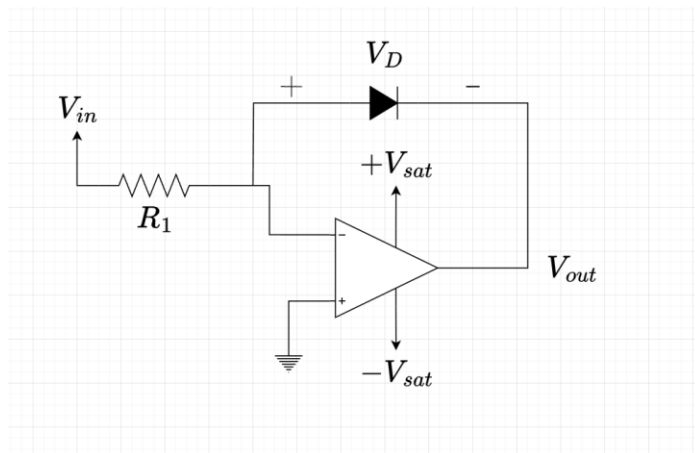 V_D
+ −
V_in
+V_sat
R_1
-
V_out
+
−V_sat